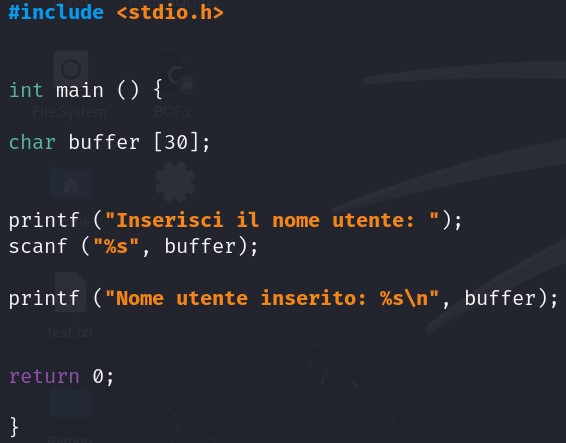 #include <stdio.h>
File System
BOF.c
int main () {
char buffer [30];
printf ("Inserisci il nome utente: ");
scanf ("%s", buffer);
printf ("Nome utente inserito: %s\n", buffer);
test.txt
return 0;
}
Python